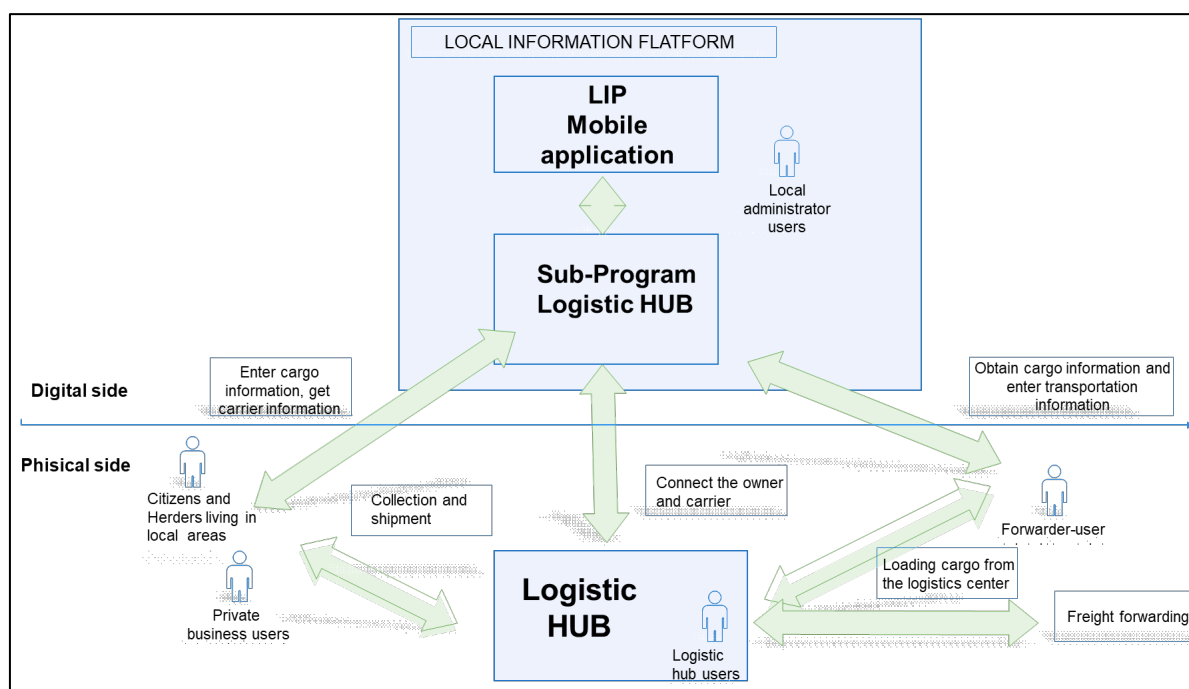 LOCAL INFORMATION FLATFORM
LIP
Mobile
application
Local
administrator
users
Sub-Program
Logistic HUB
Enter cargo
information, get
carrier information
Obtain cargo information and
enter transportation
information
Digital side
Phisical side
Citizens and
Herders living in
local areas
Collection and
shipment
Connect the owner
and carrier
Forwarder-user
Private
business users
Logistic
HUB
Logistic
hub users
Loading cargo from
the logistics center
Freight forwarding